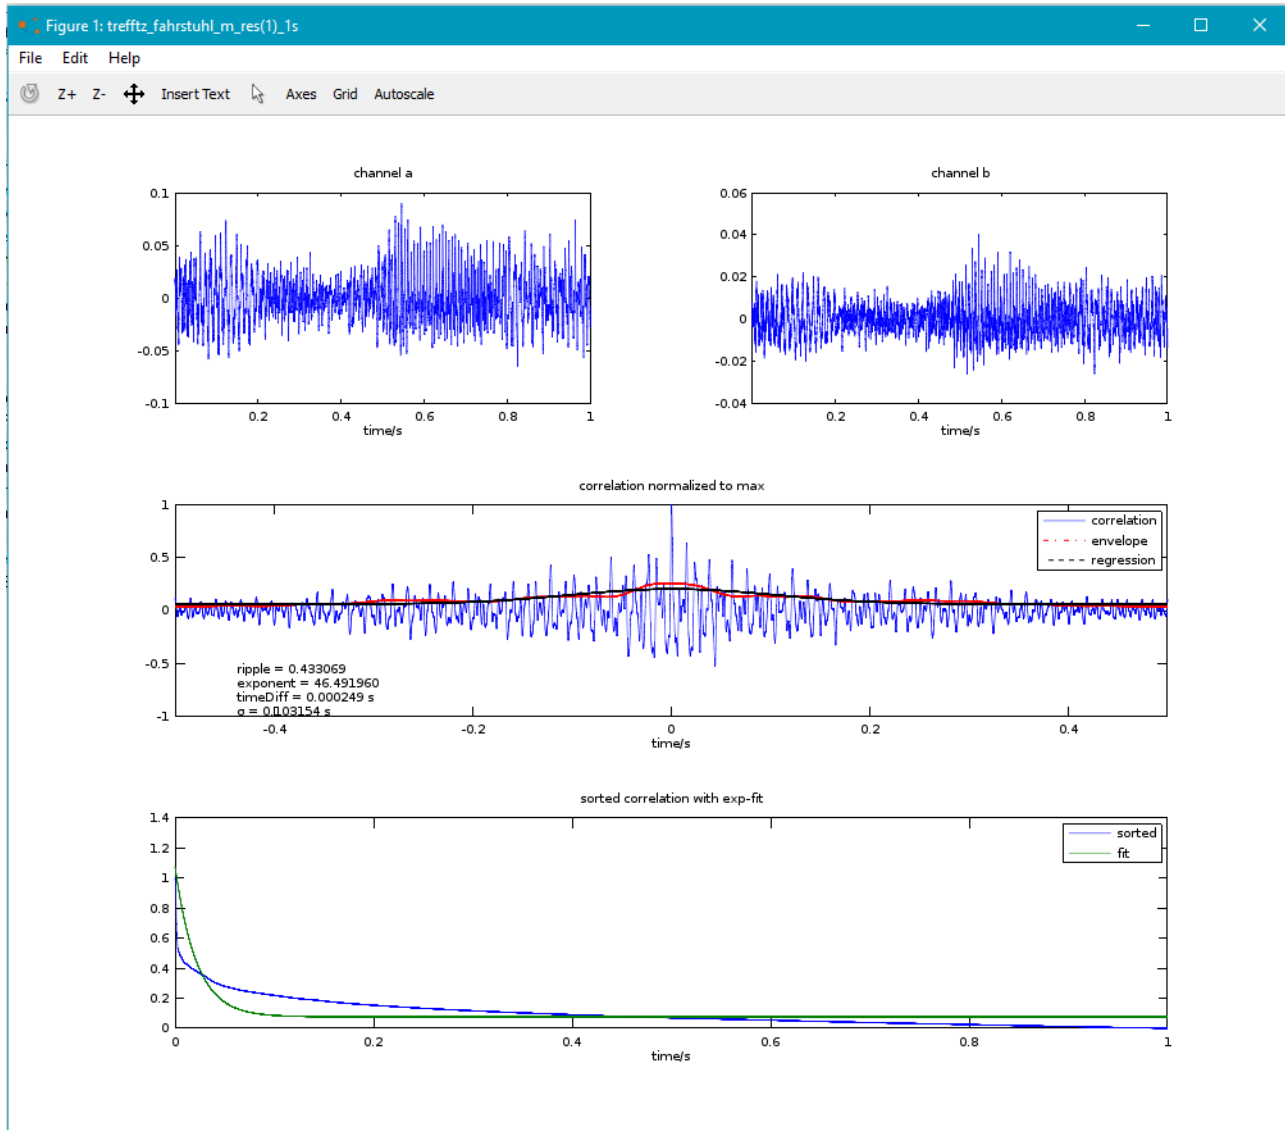 Figure 1: trefftz_fahrstuhl_m_res(1)_1s
File Edit Help
Z+ Z- Insert Text Axes Grid Autoscale
channel a
0.1
0.05
0
-0.05
-0.1
0.2 0.4 0.6 0.8 1
time/s
channel b
0.06
0.04
0.02
0
-0.02
-0.04
0.2 0.4 0.6 0.8 1
time/s
correlation normalized to max
1
0.5
0
-0.5
-1
correlation
envelope
regression
ripple = 0.433069
exponent = 46.491960
timeDiff = 0.000249 s
σ = 0.103154 s
-0.4 -0.2 0 0.2 0.4
time/s
sorted correlation with exp-fit
1.4
1.2
1
0.8
0.6
0.4
0.2
0
sorted
fit
0 0.2 0.4 0.6 0.8 1
time/s